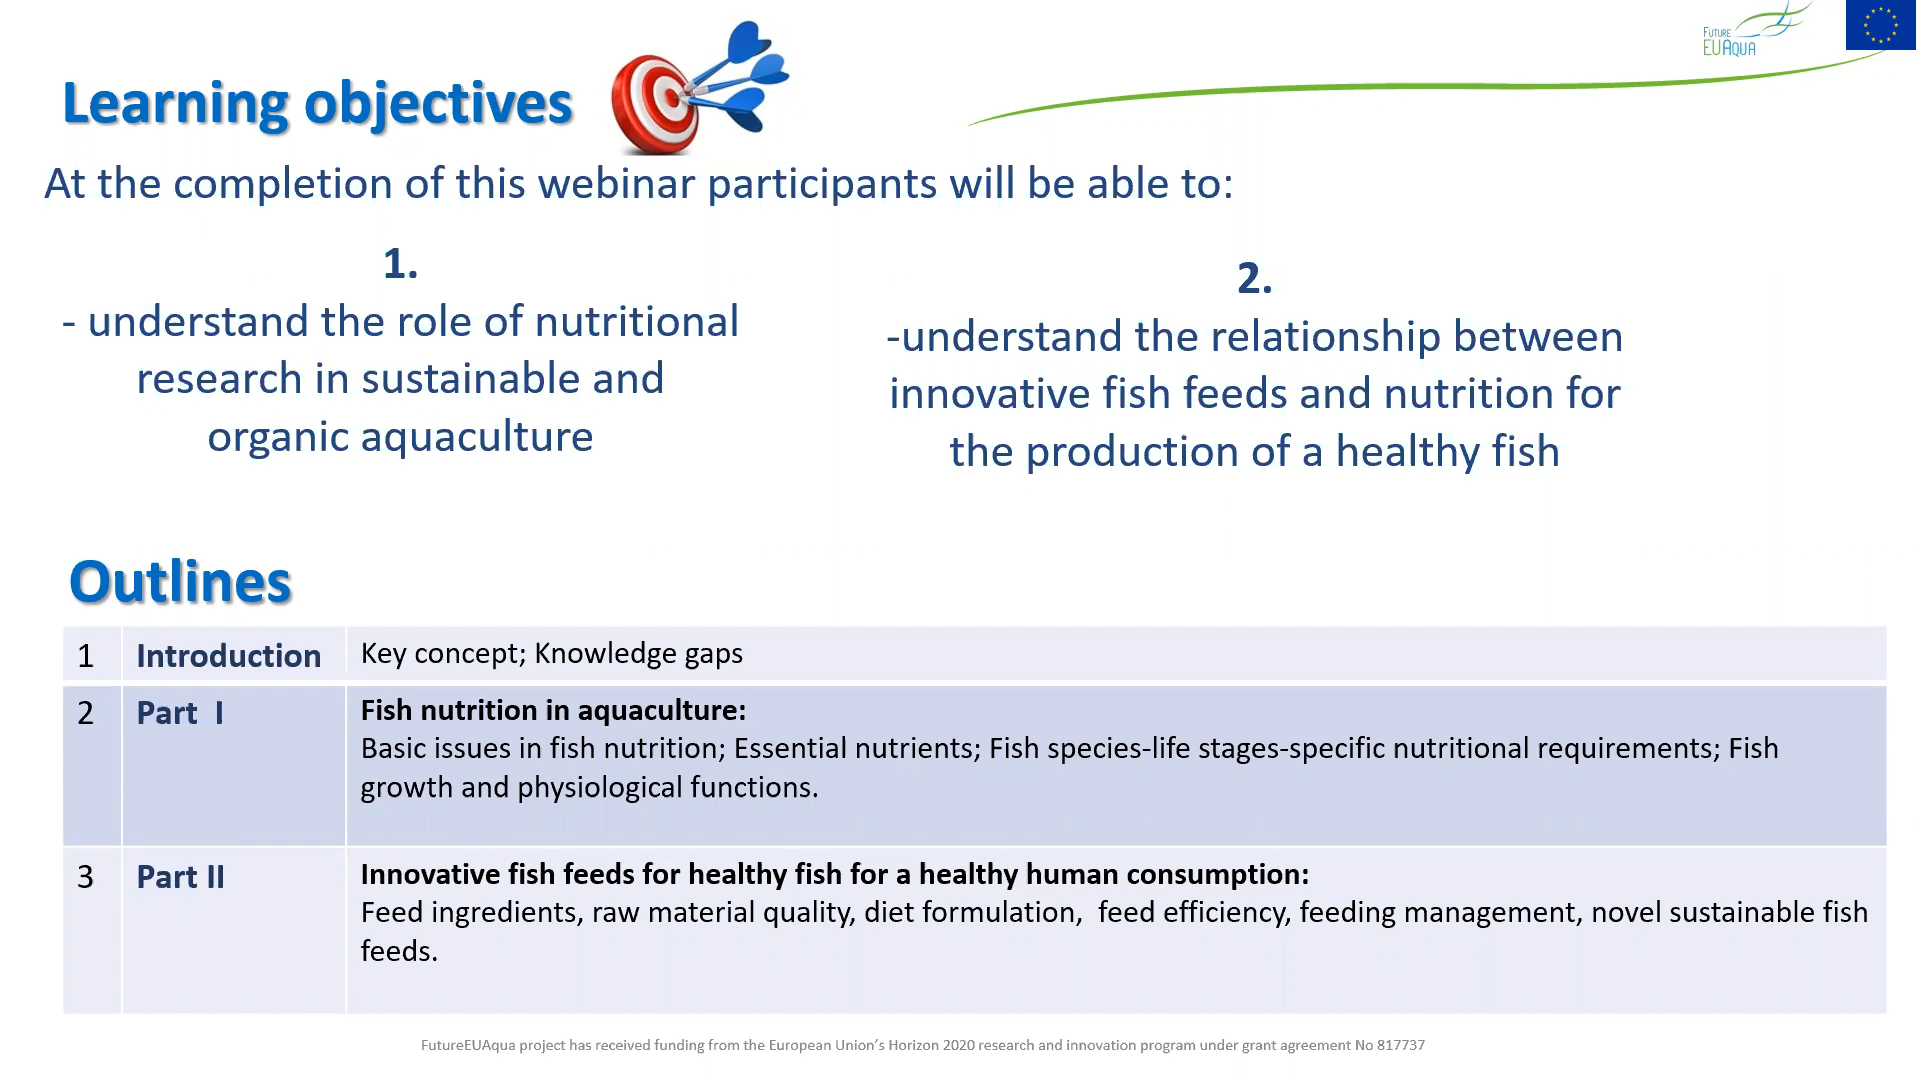 Future
EUAqua
Learning objectives
At the completion of this webinar participants will be able to:
1.
- understand the role of nutritional
research in sustainable and
organic aquaculture
2.
-understand the relationship between
innovative fish feeds and nutrition for
the production of a healthy fish
Outlines
1 Introduction Key concept; Knowledge gaps
2 Part I Fish nutrition in aquaculture:
Basic issues in fish nutrition; Essential nutrients; Fish species-life stages-specific nutritional requirements; Fish
growth and physiological functions.
3 Part II Innovative fish feeds for healthy fish for a healthy human consumption:
Feed ingredients, raw material quality, diet formulation, feed efficiency, feeding management, novel sustainable fish
feeds.
FutureEUAqua project has received funding from the European Union’s Horizon 2020 research and innovation program under grant agreement No 817737